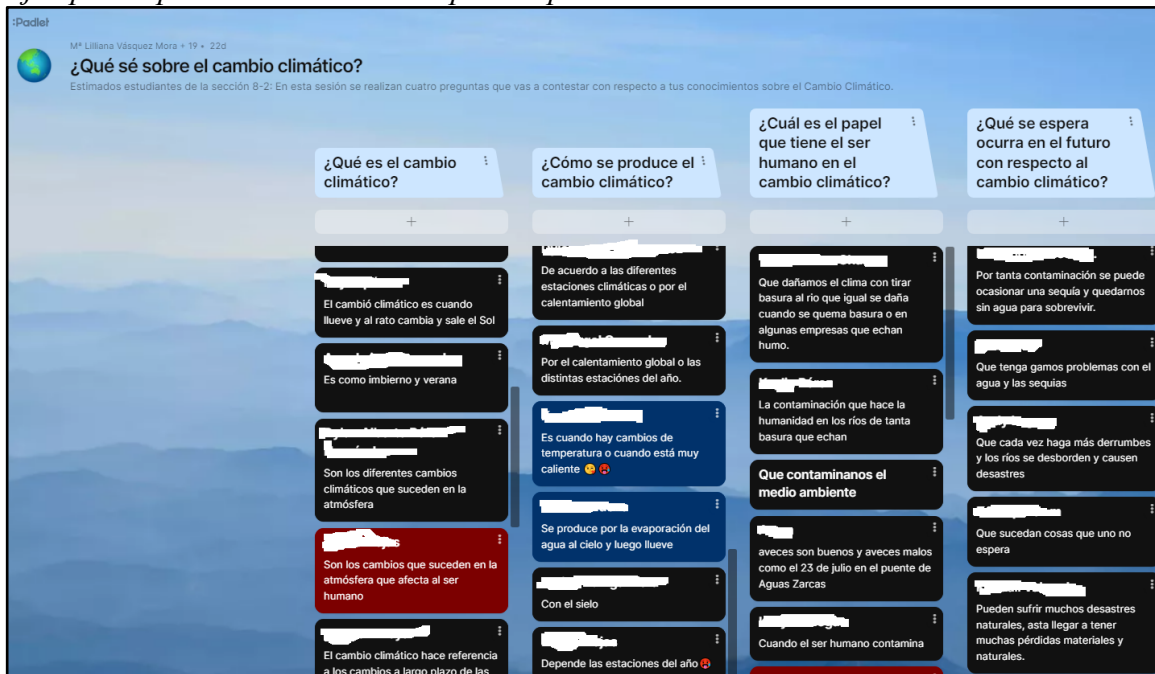 :Padlet
Mª Lilliana Vásquez Mora + 19 • 22d
¿Qué sé sobre el cambio climático?
Estimados estudiantes de la sección 8-2: En esta sesión se realizan cuatro preguntas que vas a contestar con respecto a tus conocimientos sobre el Cambio Climático.
¿Qué es el cambio
climático?
El cambió climático es cuando
llueve y al rato cambia y sale el Sol
Es como imbierno y verana
Son los diferentes cambios
climáticos que suceden en la
atmósfera
Son los cambios que suceden en la
atmósfera que afecta al ser
humano
El cambio climático hace referencia
a los cambios a largo plazo de las
¿Cómo se produce el
cambio climático?
De acuerdo a las diferentes
estaciones climáticas o por el
calentamiento global
Por el calentamiento global o las
distintas estaciónes del año.
Es cuando hay cambios de
temperatura o cuando está muy
caliente 😘🥵
Se produce por la evaporación del
agua al cielo y luego llueve
Con el sielo
Depende las estaciones del año 🥵
¿Cuál es el papel
que tiene el ser
humano en el
cambio climático?
Que dañamos el clima con tirar
basura al rio que igual se daña
cuando se quema basura o en
algunas empresas que echan
humo.
La contaminación que hace la
humanidad en los ríos de tanta
basura que echan
Que contaminanos el
medio ambiente
aveces son buenos y aveces malos
como el 23 de julio en el puente de
Aguas Zarcas
Cuando el ser humano contamina
¿Qué se espera
ocurra en el futuro
con respecto al
cambio climático?
Por tanta contaminación se puede
ocasionar una sequía y quedarnos
sin agua para sobrevivir.
Que tenga gamos problemas con el
agua y las sequias
Que cada vez haga más derrumbes
y los ríos se desborden y causen
desastres
Que sucedan cosas que uno no
espera
Pueden sufrir muchos desastres
naturales, asta llegar a tener
muchas pérdidas materiales y
naturales.